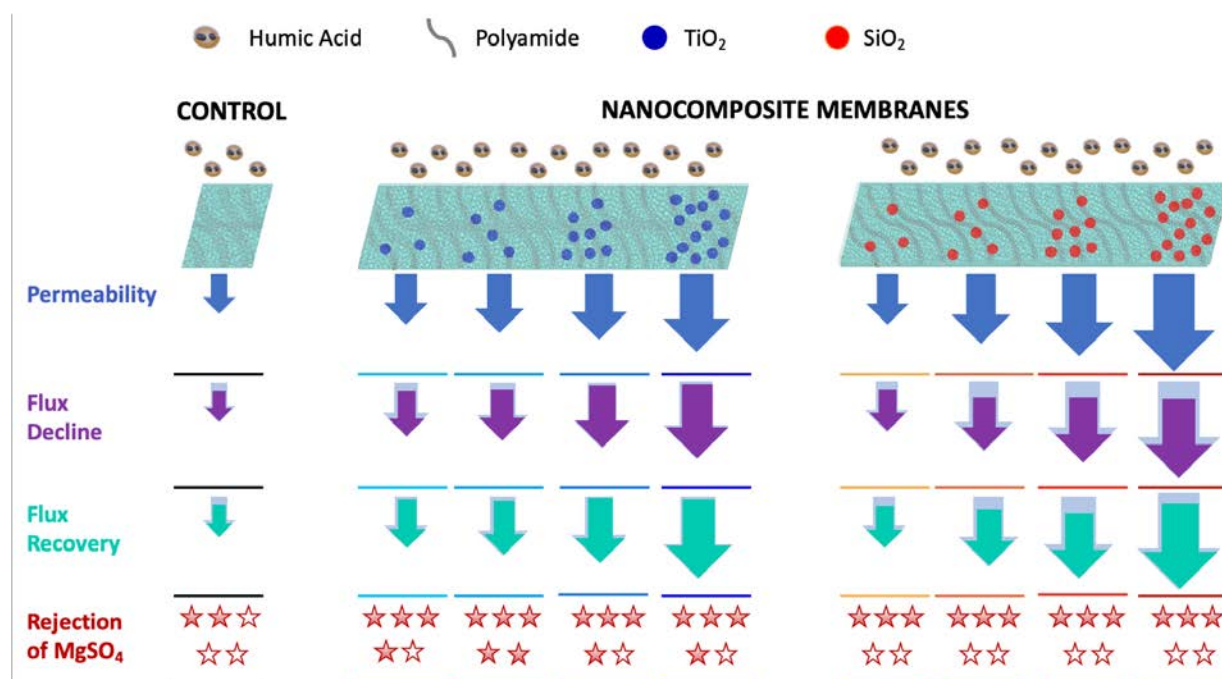 Humic Acid
Polyamide
TiO₂
SiO₂
CONTROL
NANOCOMPOSITE MEMBRANES
Permeability
Flux
Decline
Flux
Recovery
Rejection
of MgSO₄